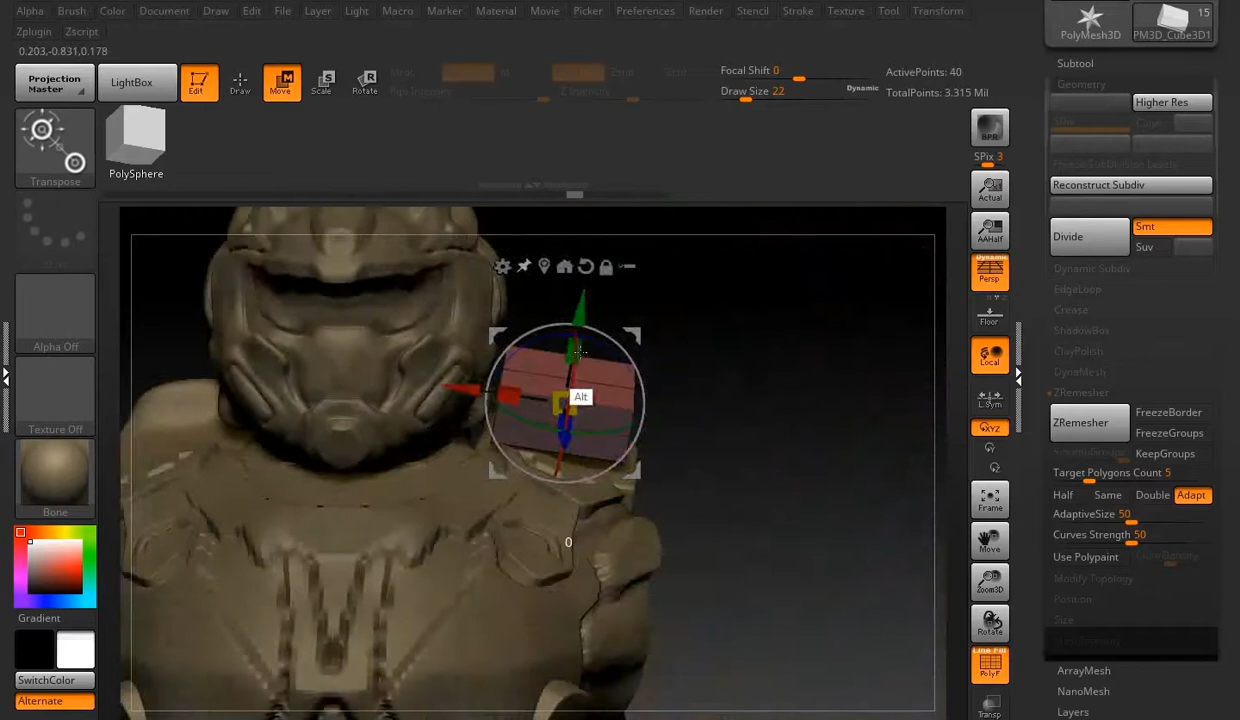 Alpha Brush Color Document Draw Edit File Layer Light Macro Marker Material Movie Picker Preferences Render Stencil Stroke Texture Tool Transform
Zplugin Zscript
0.203,-0.831,0.178
PolyMesh3D
PM3D_Cube3D1
15
Projection
Master
LightBox
Edit
Draw
Move
Scale
Rotate
Focal Shift 0
Draw Size 22
Dynamic
ActivePoints: 40
TotalPoints: 3.315 Mil
Transpose
PolySphere
Alpha Off
Texture Off
Bone
Gradient
SwitchColor
Alternate
Alt
0
BPR
SPix 3
Actual
AAHalf
Dynamic
Persp
Floor
Local
L.Sym
XYZ
Frame
Move
Zoom3D
Rotate
Line Fill
PolyF
Transp
Subtool
Geometry
Higher Res
Freeze SubDivision Levels
Reconstruct Subdiv
Divide
Smt
Suv
Dynamic Subdiv
EdgeLoop
Crease
ShadowBox
ClayPolish
DynaMesh
ZRemesher
ZRemesher
FreezeBorder
FreezeGroups
KeepGroups
Target Polygons Count 5
Half Same Double Adapt
AdaptiveSize 50
Curves Strength 50
Use Polypaint
Modify Topology
Position
Size
ArrayMesh
NanoMesh
Layers